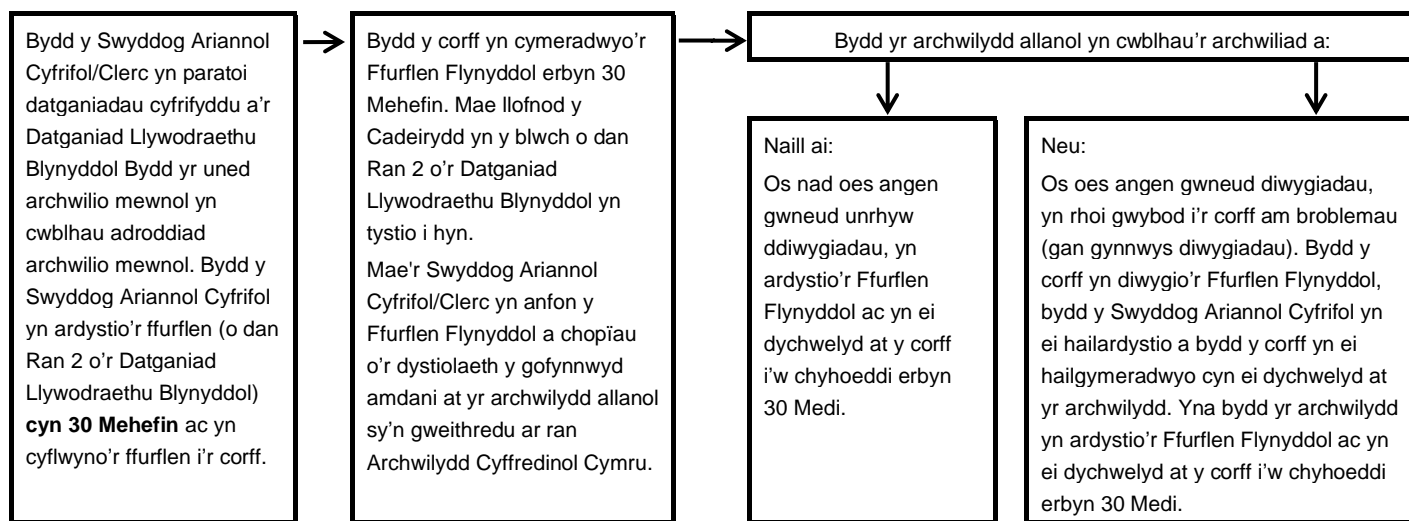 Bydd y Swyddog Ariannol
Cyfrifol/Clerc yn paratoi
datganiadau cyfrifyddu a'r
Datganiad Llywodraethu
Blynyddol Bydd yr uned
archwilio mewnol yn
cwblhau adroddiad
archwilio mewnol. Bydd y
Swyddog Ariannol Cyfrifol
yn ardystio'r ffurflen (o dan
Ran 2 o'r Datganiad
Llywodraethu Blynyddol)
cyn 30 Mehefin ac yn
cyflwyno'r ffurflen i'r corff.
Bydd y corff yn cymeradwyo'r
Ffurflen Flynyddol erbyn 30
Mehefin. Mae llofnod y
Cadeirydd yn y blwch o dan
Ran 2 o'r Datganiad
Llywodraethu Blynyddol yn
tystio i hyn.
Mae'r Swyddog Ariannol
Cyfrifol/Clerc yn anfon y
Ffurflen Flynyddol a chopïau
o'r dystiolaeth y gofynnwyd
amdani at yr archwilydd allanol
sy'n gweithredu ar ran
Archwilydd Cyffredinol Cymru.
Bydd yr archwilydd allanol yn cwblhau'r archwiliad a:
Naill ai:
Os nad oes angen
gwneud unrhyw
ddiwygiadau, yn
ardystio'r Ffurflen
Flynyddol ac yn ei
dychwelyd at y corff
i'w chyhoeddi erbyn
30 Medi.
Neu:
Os oes angen gwneud diwygiadau,
yn rhoi gwybod i'r corff am broblemau
(gan gynnwys diwygiadau). Bydd y
corff yn diwygio'r Ffurflen Flynyddol,
bydd y Swyddog Ariannol Cyfrifol yn
ei hailardystio a bydd y corff yn ei
hailgymeradwyo cyn ei dychwelyd at
yr archwilydd. Yna bydd yr archwilydd
yn ardystio'r Ffurflen Flynyddol ac yn
ei dychwelyd at y corff i'w chyhoeddi
erbyn 30 Medi.